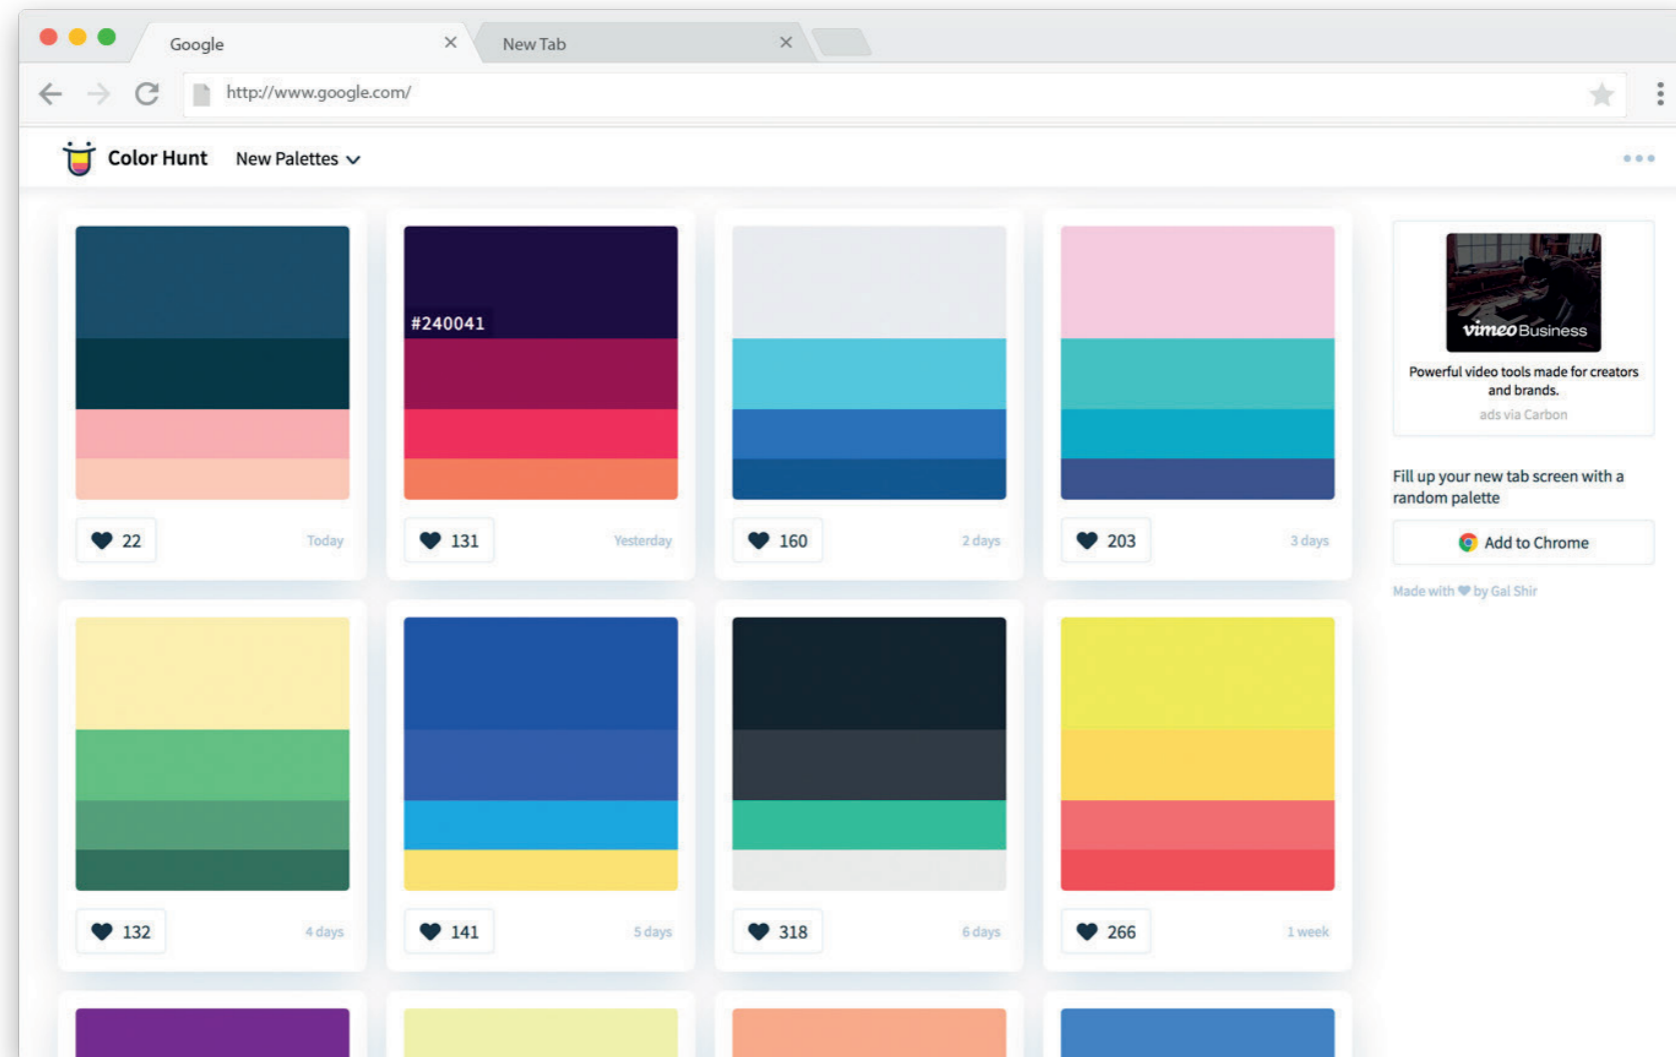 Google
New Tab
http://www.google.com/
Color Hunt New Palettes
#240041
22 Today
131 Yesterday
160 2 days
203 3 days
vimeo Business
Powerful video tools made for creators
and brands.
ads via Carbon
Fill up your new tab screen with a
random palette
Add to Chrome
Made with ♥ by Gal Shir
132 4 days
141 5 days
318 6 days
266 1 week